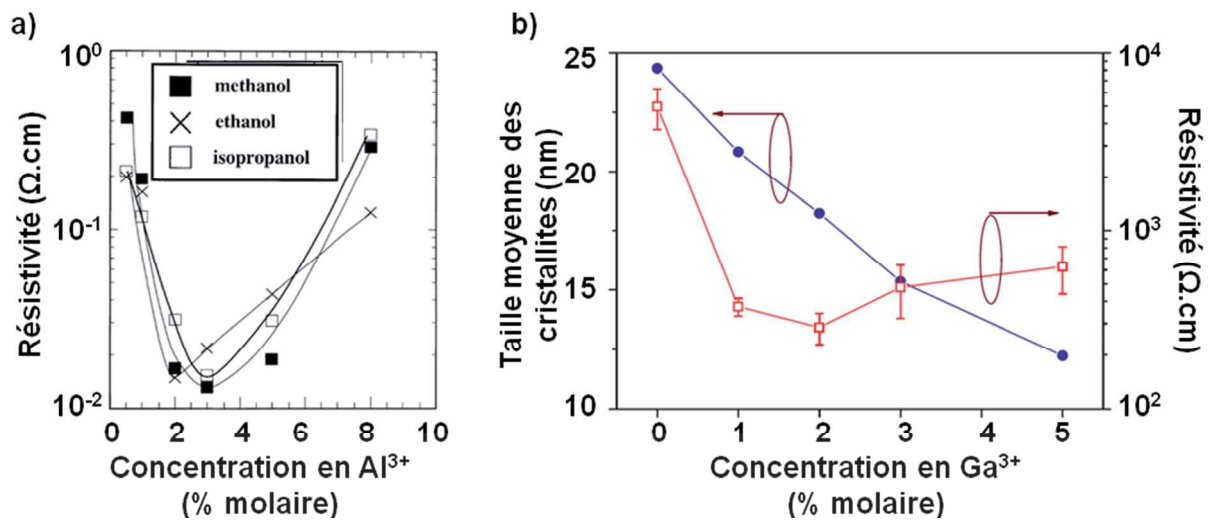 a)
10⁰
10⁻¹
10⁻²
Résistivité (Ω.cm)
methanol
ethanol
isopropanol
0 2 4 6 8 10
Concentration en Al³⁺
(% molaire)
b)
25
20
15
10
Taille moyenne des
cristallites (nm)
10⁴
10³
10²
Résistivité (Ω.cm)
0 1 2 3 4 5
Concentration en Ga³⁺
(% molaire)